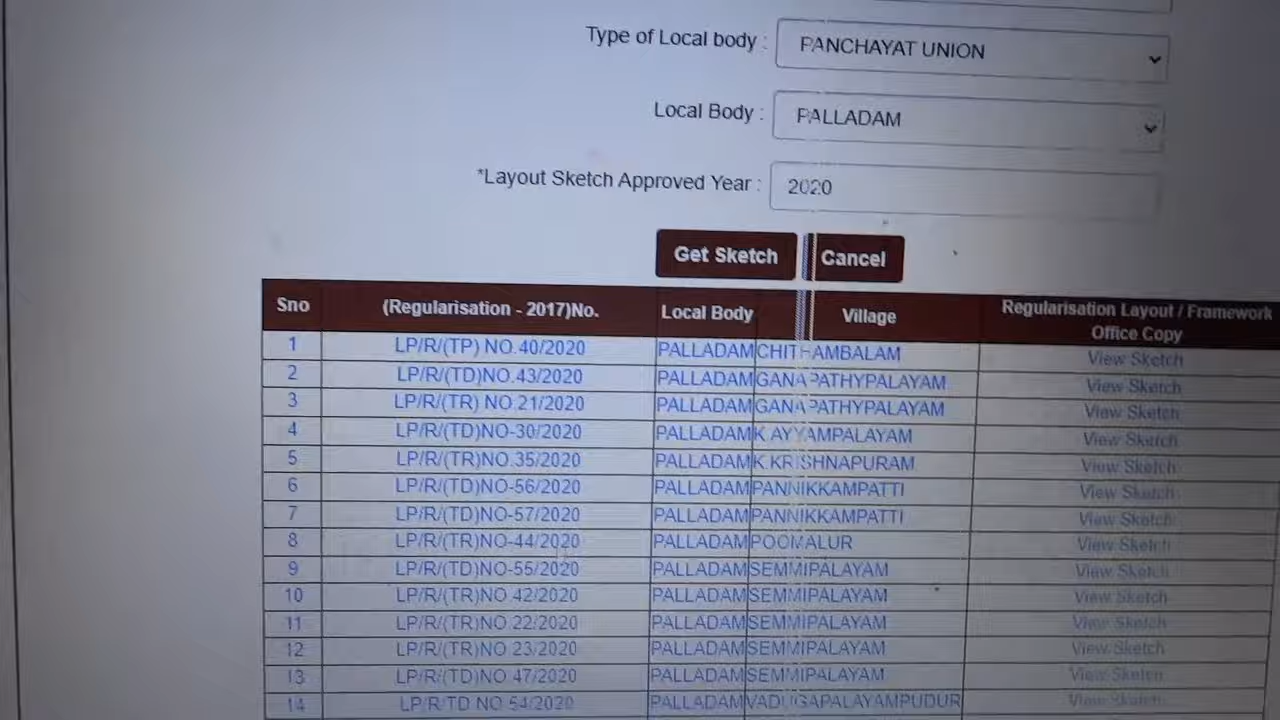 Type of Local body : PANCHAYAT UNION
Local Body : PALLADAM
*Layout Sketch Approved Year : 2020
Get Sketch Cancel
Sno (Regularisation - 2017)No. Local Body Village Regularisation Layout / Framework Office Copy
1 LP/R/(TP) NO.40/2020 PALLADAM CHITHAMBALAM View Sketch
2 LP/R/(TD)NO.43/2020 PALLADAM GANAPATHYPALAYAM View Sketch
3 LP/R/(TR) NO.21/2020 PALLADAM GANAPATHYPALAYAM View Sketch
4 LP/R/(TD)NO-30/2020 PALLADAM K.AYYAMPALAYAM View Sketch
5 LP/R/(TR)NO.35/2020 PALLADAM K.KRISHNAPURAM View Sketch
6 LP/R/(TD)NO-56/2020 PALLADAM PANNIKKAMPATTI View Sketch
7 LP/R/(TD)NO-57/2020 PALLADAM PANNIKKAMPATTI View Sketch
8 LP/R/(TR)NO-44/2020 PALLADAM POOMALUR View Sketch
9 LP/R/(TD)NO-55/2020 PALLADAM SEMMIPALAYAM View Sketch
10 LP/R/(TR)NO.42/2020 PALLADAM SEMMIPALAYAM View Sketch
11 LP/R/(TR)NO.22/2020 PALLADAM SEMMIPALAYAM View Sketch
12 LP/R/(TR)NO.23/2020 PALLADAM SEMMIPALAYAM View Sketch
13 LP/R/(TD)NO.47/2020 PALLADAM SEMMIPALAYAM View Sketch
14 LP/R/TD NO 54/2020 PALLADAM VADUGAPALAYAMPUDUR View Sketch